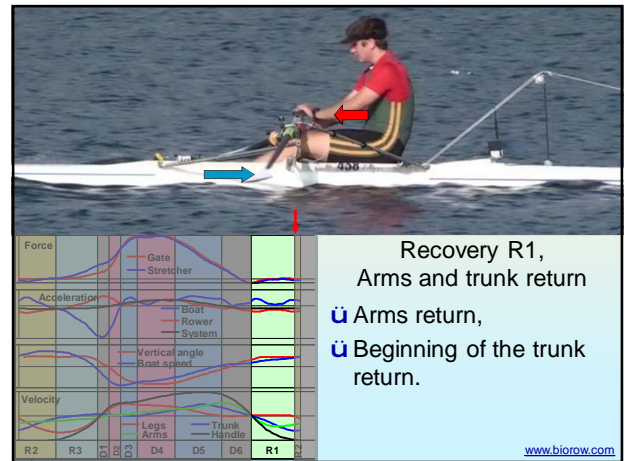 438
Recovery R1,
Arms and trunk return
ü Arms return,
ü Beginning of the trunk
return.
www.biorow.com
Force
Gate
Stretcher
Acceleration
Boat
Rower
System
Vertical angle
Boat speed
Velocity
Legs
Trunk
Arms
Handle
R2
R3
D1
D2
D3
D4
D5
D6
R1
R2